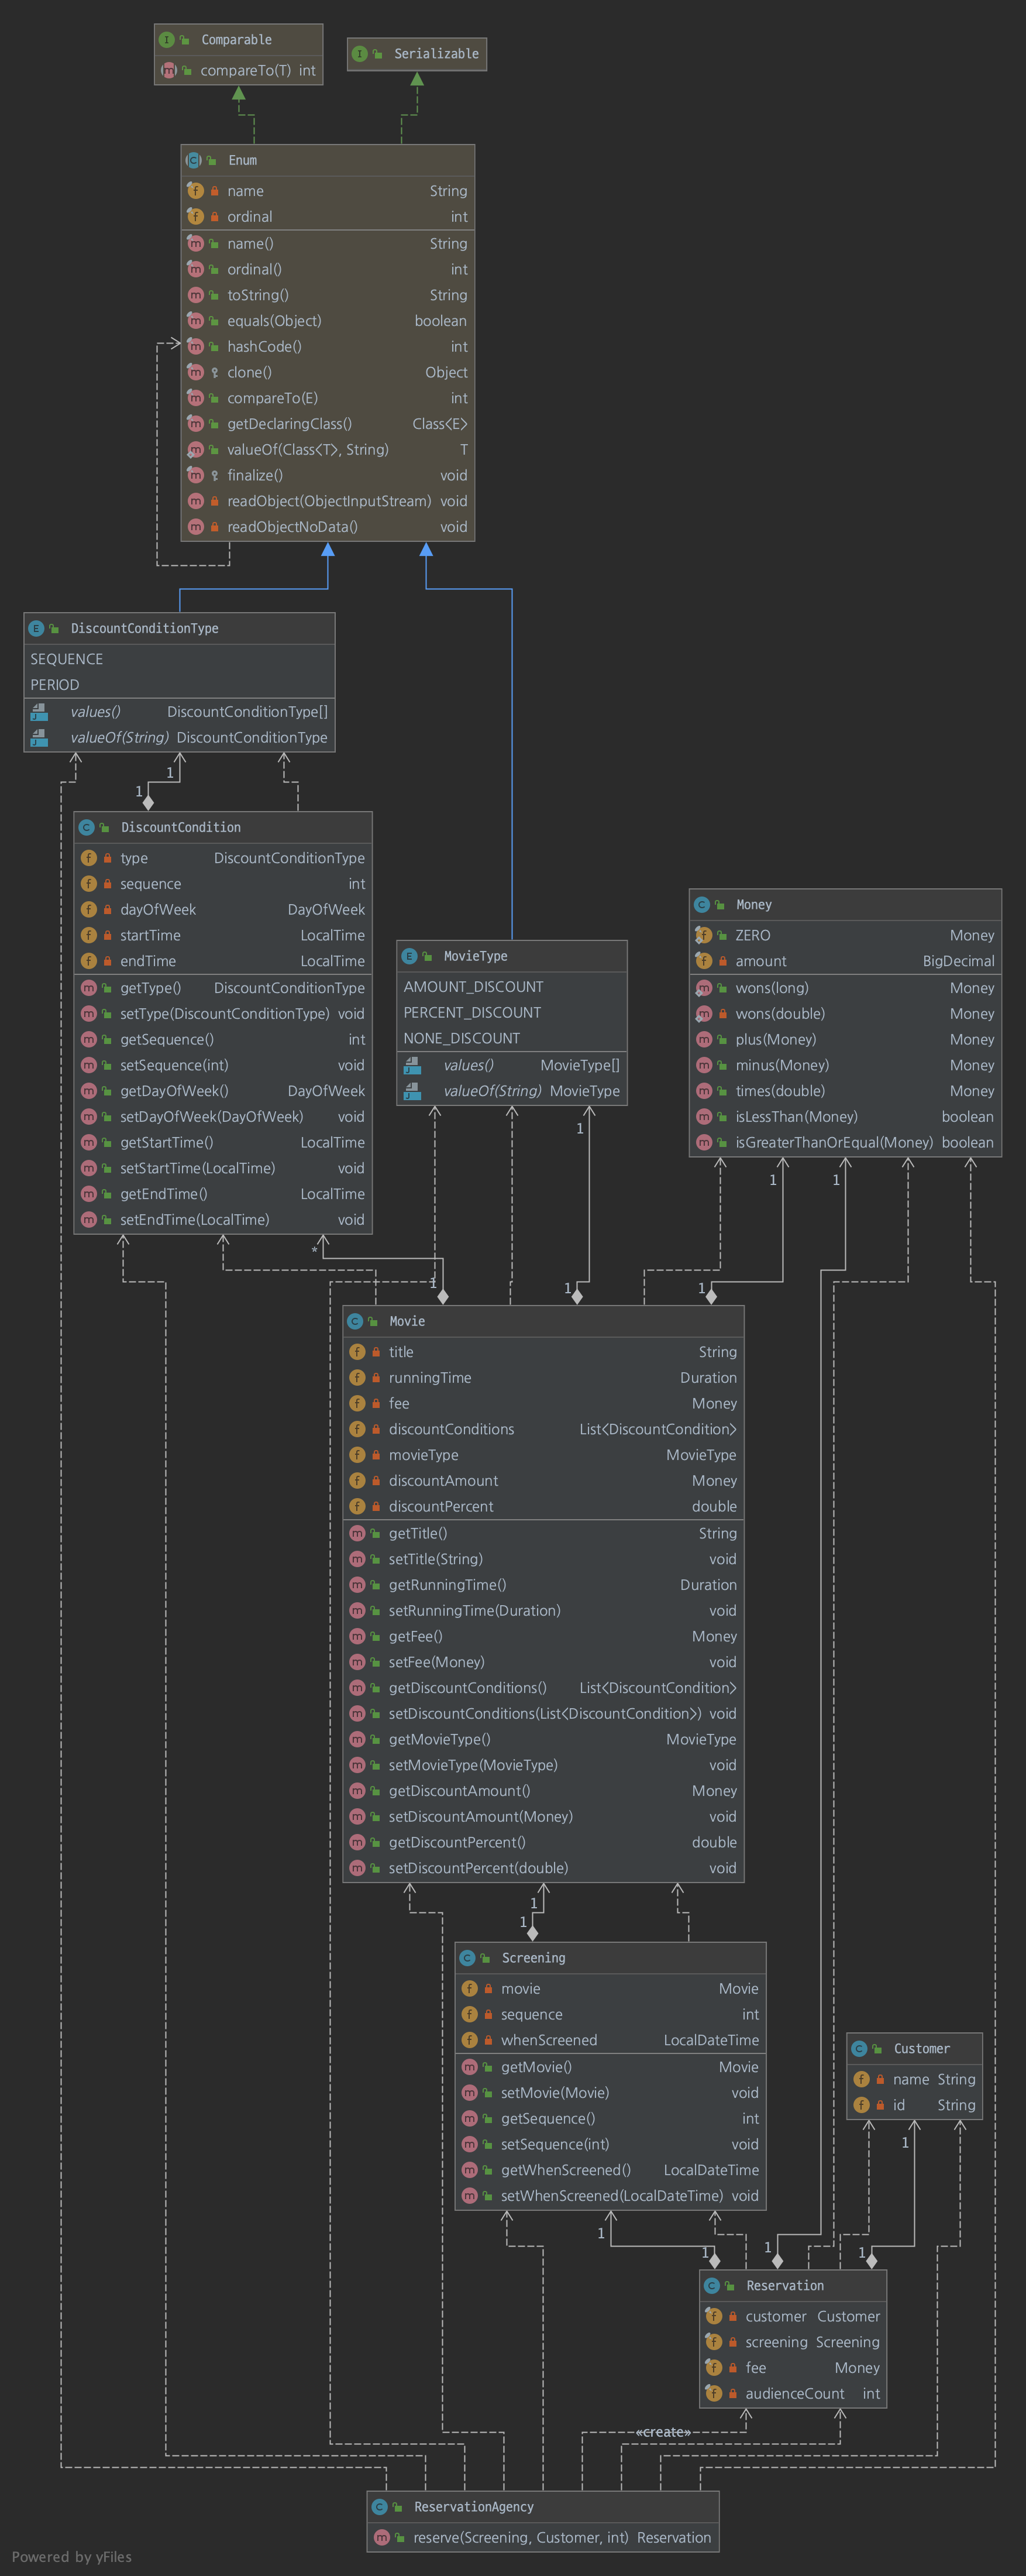 Comparable
compareTo(T) int
Serializable
Enum
name String
ordinal int
name() String
ordinal() int
toString() String
equals(Object) boolean
hashCode() int
clone() Object
compareTo(E) int
getDeclaringClass() Class<E>
valueOf(Class<T>, String) T
finalize() void
readObject(ObjectInputStream) void
readObjectNoData() void
DiscountConditionType
SEQUENCE
PERIOD
values() DiscountConditionType[]
valueOf(String) DiscountConditionType
1
1
DiscountCondition
type DiscountConditionType
sequence int
dayOfWeek DayOfWeek
startTime LocalTime
endTime LocalTime
getType() DiscountConditionType
setType(DiscountConditionType) void
getSequence() int
setSequence(int) void
getDayOfWeek() DayOfWeek
setDayOfWeek(DayOfWeek) void
getStartTime() LocalTime
setStartTime(LocalTime) void
getEndTime() LocalTime
setEndTime(LocalTime) void
MovieType
AMOUNT_DISCOUNT
PERCENT_DISCOUNT
NONE_DISCOUNT
values() MovieType[]
valueOf(String) MovieType
Money
ZERO Money
amount BigDecimal
wons(long) Money
wons(double) Money
plus(Money) Money
minus(Money) Money
times(double) Money
isLessThan(Money) boolean
isGreaterThanOrEqual(Money) boolean
1
1
1
*
1
1
1
Movie
title String
runningTime Duration
fee Money
discountConditions List<DiscountCondition>
movieType MovieType
discountAmount Money
discountPercent double
getTitle() String
setTitle(String) void
getRunningTime() Duration
setRunningTime(Duration) void
getFee() Money
setFee(Money) void
getDiscountConditions() List<DiscountCondition>
setDiscountConditions(List<DiscountCondition>) void
getMovieType() MovieType
setMovieType(MovieType) void
getDiscountAmount() Money
setDiscountAmount(Money) void
getDiscountPercent() double
setDiscountPercent(double) void
1
1
Screening
movie Movie
sequence int
whenScreened LocalDateTime
getMovie() Movie
setMovie(Movie) void
getSequence() int
setSequence(int) void
getWhenScreened() LocalDateTime
setWhenScreened(LocalDateTime) void
Customer
name String
id String
1
1
1
1
1
Reservation
customer Customer
screening Screening
fee Money
audienceCount int
«create»
ReservationAgency
reserve(Screening, Customer, int) Reservation
Powered by yFiles